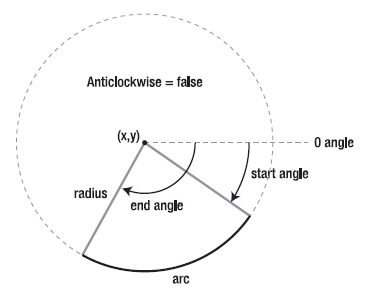 Anticlockwise = false
(x,y)
0 angle
start angle
radius
end angle
arc